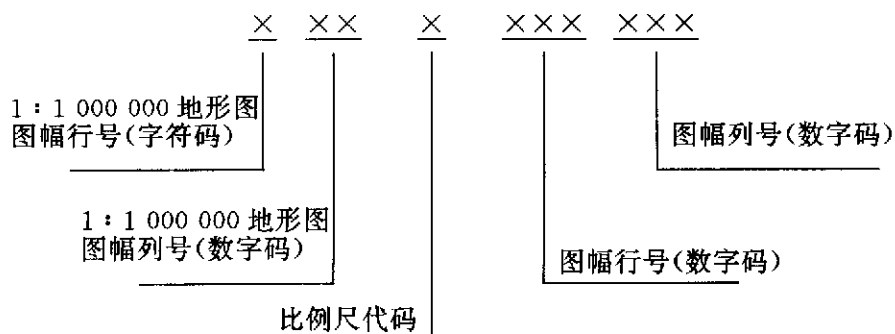 × ×× × ××× ×××
1∶1 000 000 地形图
图幅行号(字符码)
图幅列号(数字码)
1∶1 000 000 地形图
图幅列号(数字码)
图幅行号(数字码)
比例尺代码